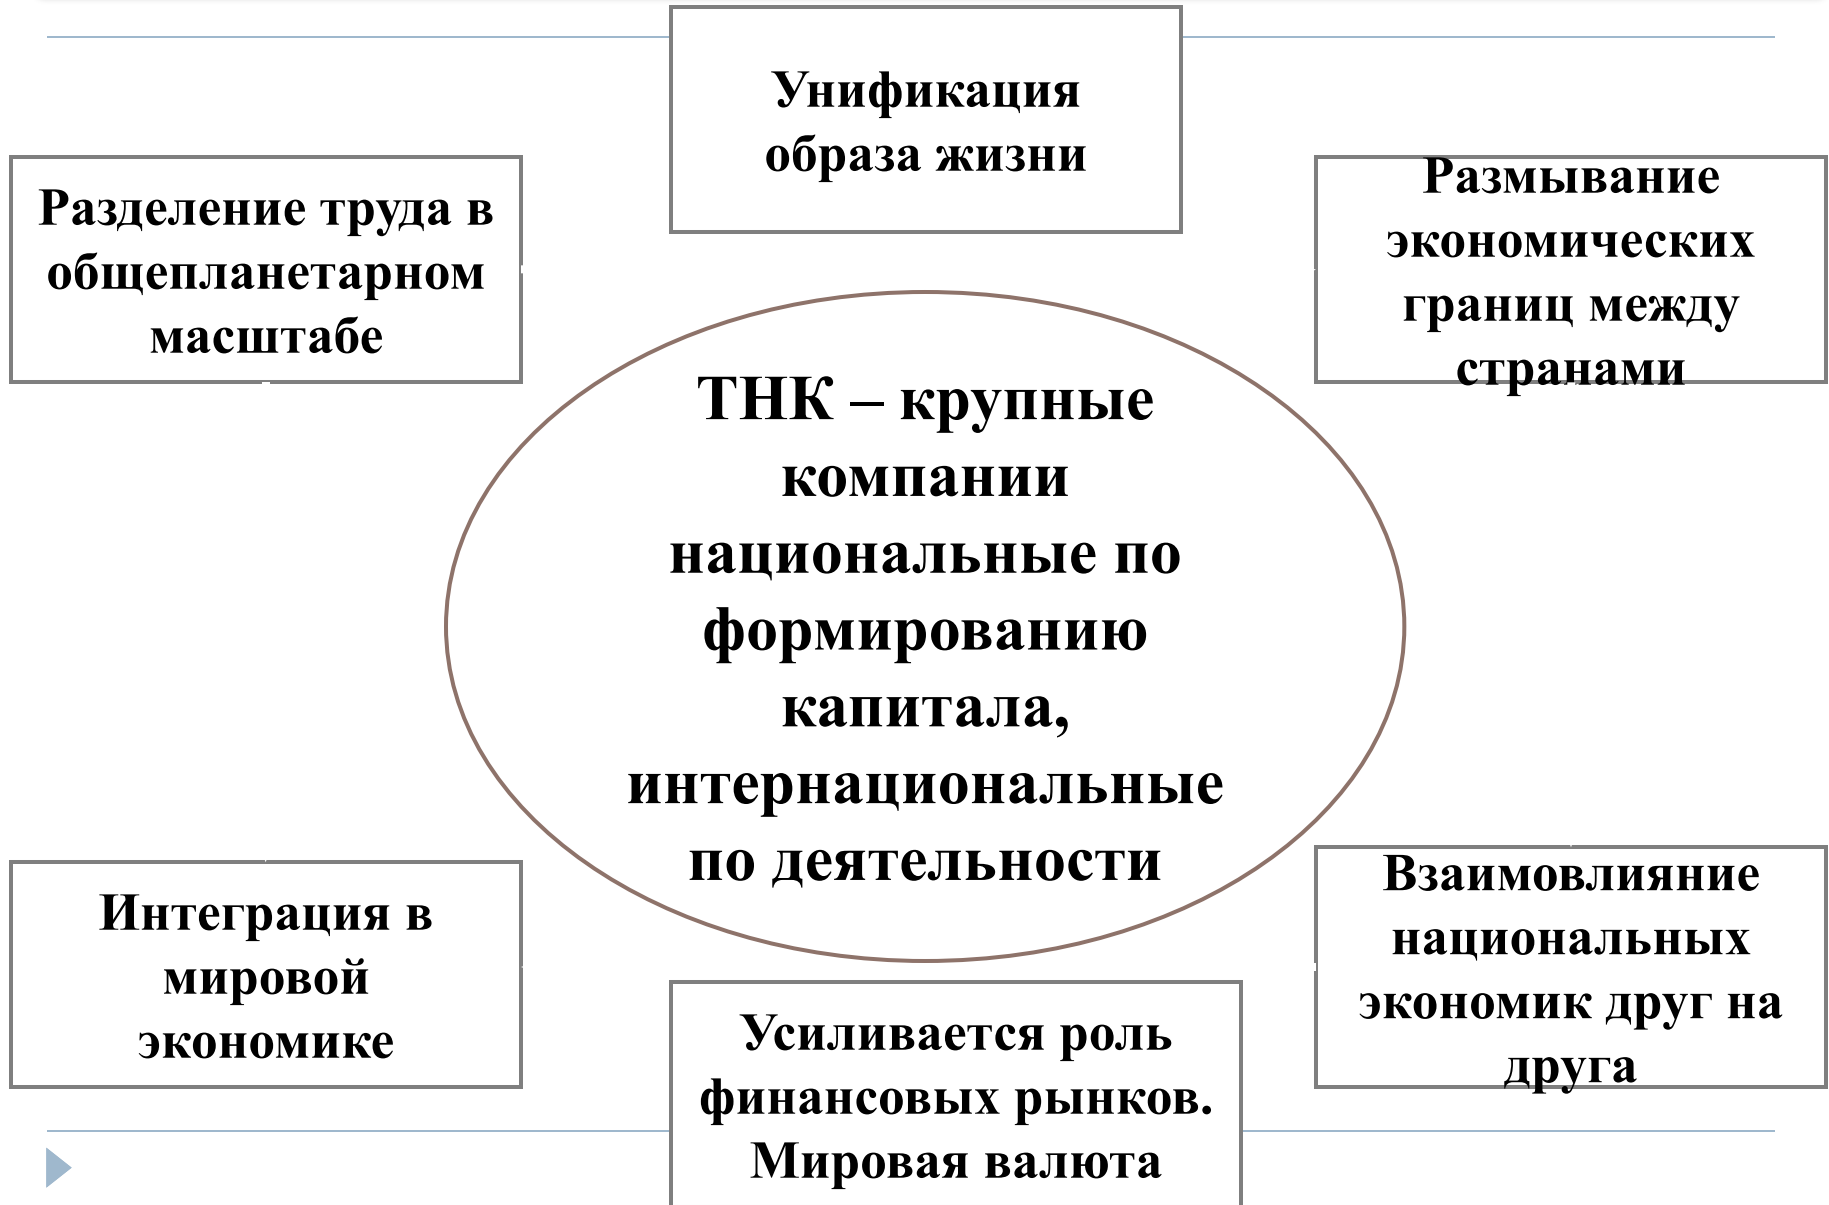 Унификация
образа жизни
Разделение труда в
общепланетарном
масштабе
Размывание
экономических
границ между
странами
ТНК – крупные
компании
национальные по
формированию
капитала,
интернациональные
по деятельности
Интеграция в
мировой
экономике
Взаимовлияние
национальных
экономик друг на
друга
Усиливается роль
финансовых рынков.
Мировая валюта